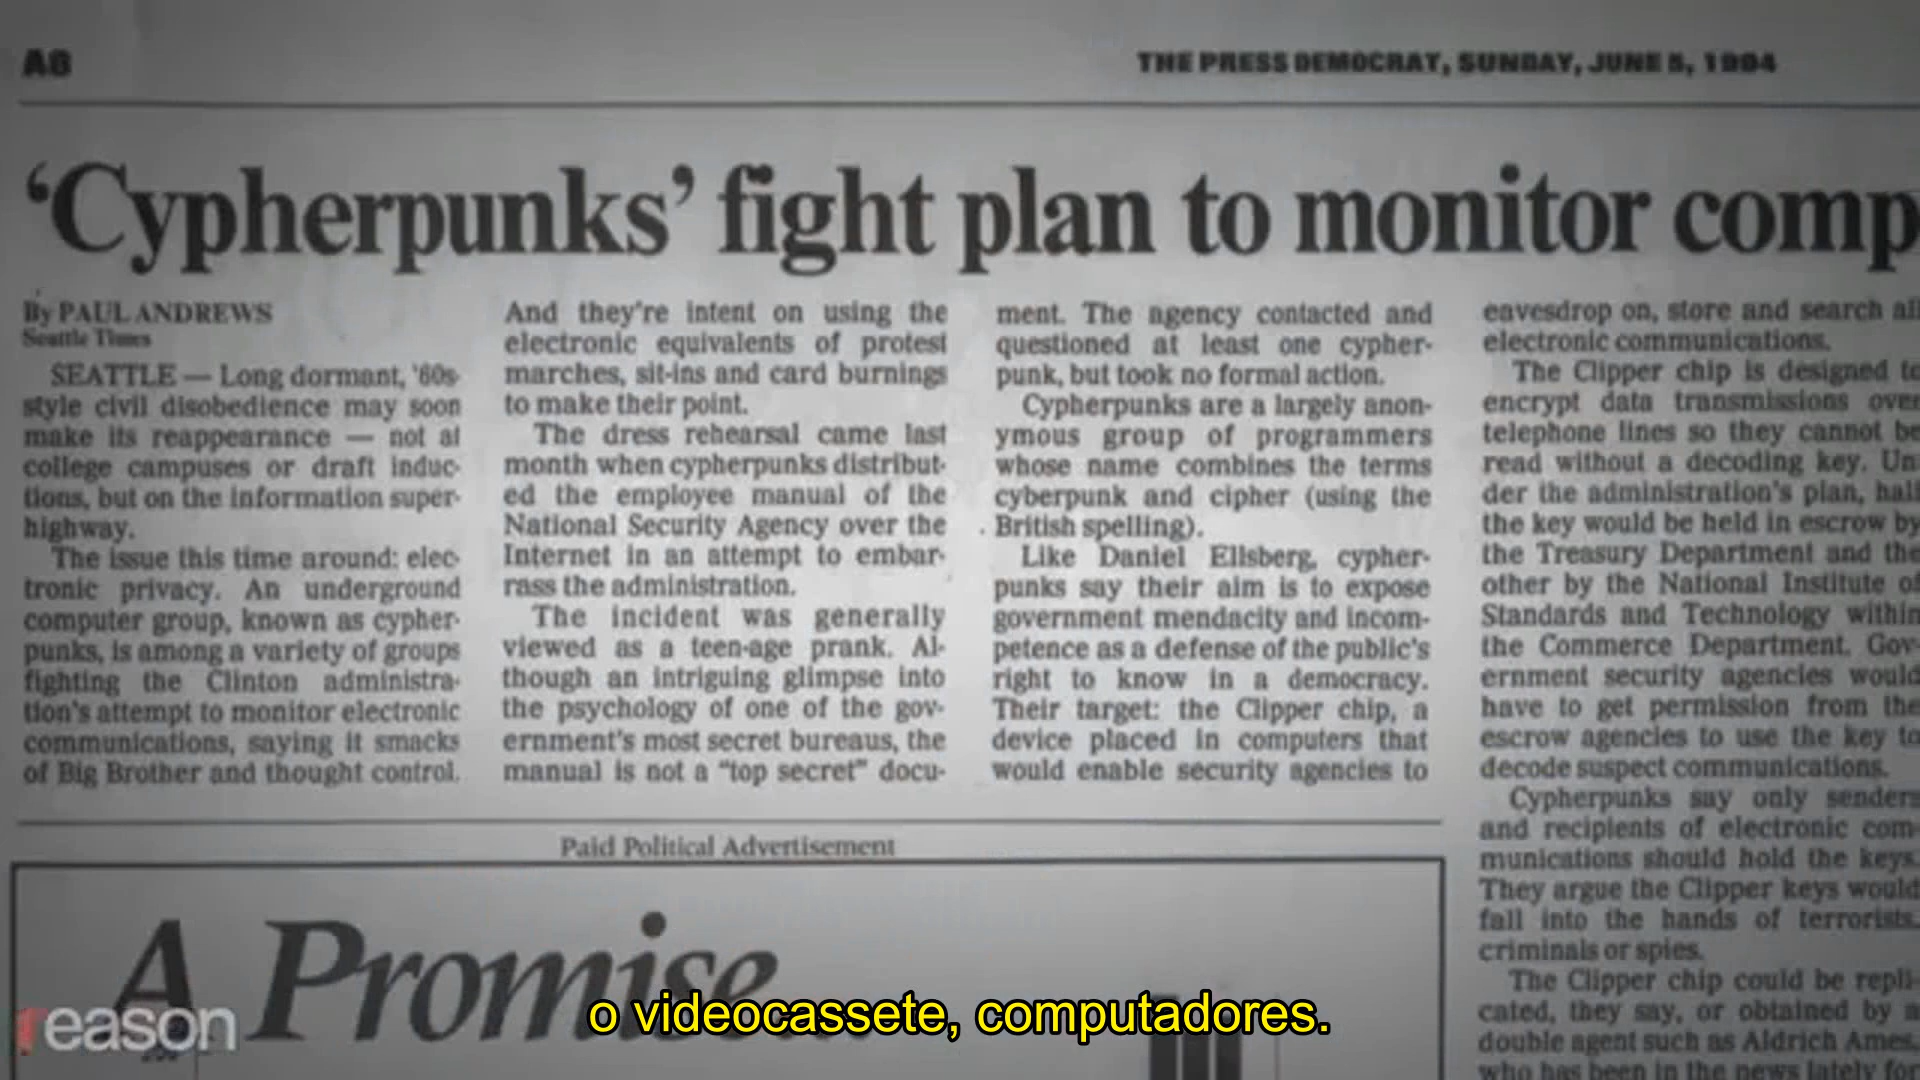 A8
THE PRESS DEMOCRAT, SUNDAY, JUNE 5, 1994
‘Cypherpunks’ fight plan to monitor comp
By PAUL ANDREWS
Seattle Times
SEATTLE — Long dormant, '60s-
style civil disobedience may soon
make its reappearance — not at
college campuses or draft induc-
tions, but on the information super-
highway.
The issue this time around: elec-
tronic privacy. An underground
computer group, known as cypher-
punks, is among a variety of groups
fighting the Clinton administra-
tion's attempt to monitor electronic
communications, saying it smacks
of Big Brother and thought control.
And they're intent on using the
electronic equivalents of protest
marches, sit-ins and card burnings
to make their point.
The dress rehearsal came last
month when cypherpunks distribut-
ed the employee manual of the
National Security Agency over the
Internet in an attempt to embar-
rass the administration.
The incident was generally
viewed as a teen-age prank. Al-
though an intriguing glimpse into
the psychology of one of the gov-
ernment's most secret bureaus, the
manual is not a “top secret” docu-
ment. The agency contacted and
questioned at least one cypher-
punk, but took no formal action.
Cypherpunks are a largely anon-
ymous group of programmers
whose name combines the terms
cyberpunk and cipher (using the
British spelling).
Like Daniel Ellsberg, cypher-
punks say their aim is to expose
government mendacity and incom-
petence as a defense of the public's
right to know in a democracy.
Their target: the Clipper chip, a
device placed in computers that
would enable security agencies to
eavesdrop on, store and search all
electronic communications.
The Clipper chip is designed to
encrypt data transmissions over
telephone lines so they cannot be
read without a decoding key. Un-
der the administration's plan, half
the key would be held in escrow by
the Treasury Department and the
other by the National Institute of
Standards and Technology within
the Commerce Department. Gov-
ernment security agencies would
have to get permission from the
escrow agencies to use the key to
decode suspect communications.
Cypherpunks say only senders
and recipients of electronic com-
munications should hold the keys.
They argue the Clipper keys would
fall into the hands of terrorists,
criminals or spies.
The Clipper chip could be repli-
cated, they say, or obtained by a
double agent such as Aldrich Ames,
who has been in the news lately for
Paid Political Advertisement
A Promise...
reason
o videocassete, computadores.